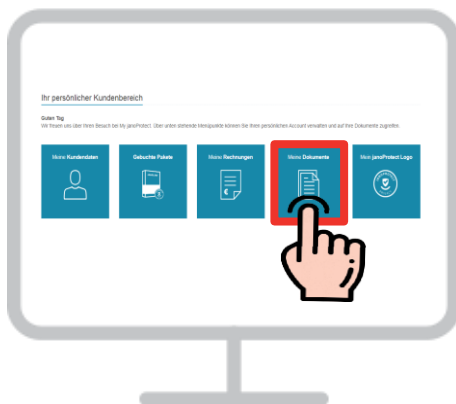 Ihr persönlicher Kundenbereich
Guten Tag
Wir freuen uns über Ihren Besuch bei My janoProtect. Über unten stehende Menüpunkte können Sie Ihren persönlichen Account verwalten und auf Ihre Dokumente zugreifen.
Meine Kundendaten
Gebuchte Pakete
Meine Rechnungen
Meine Dokumente
Mein janoProtect Logo